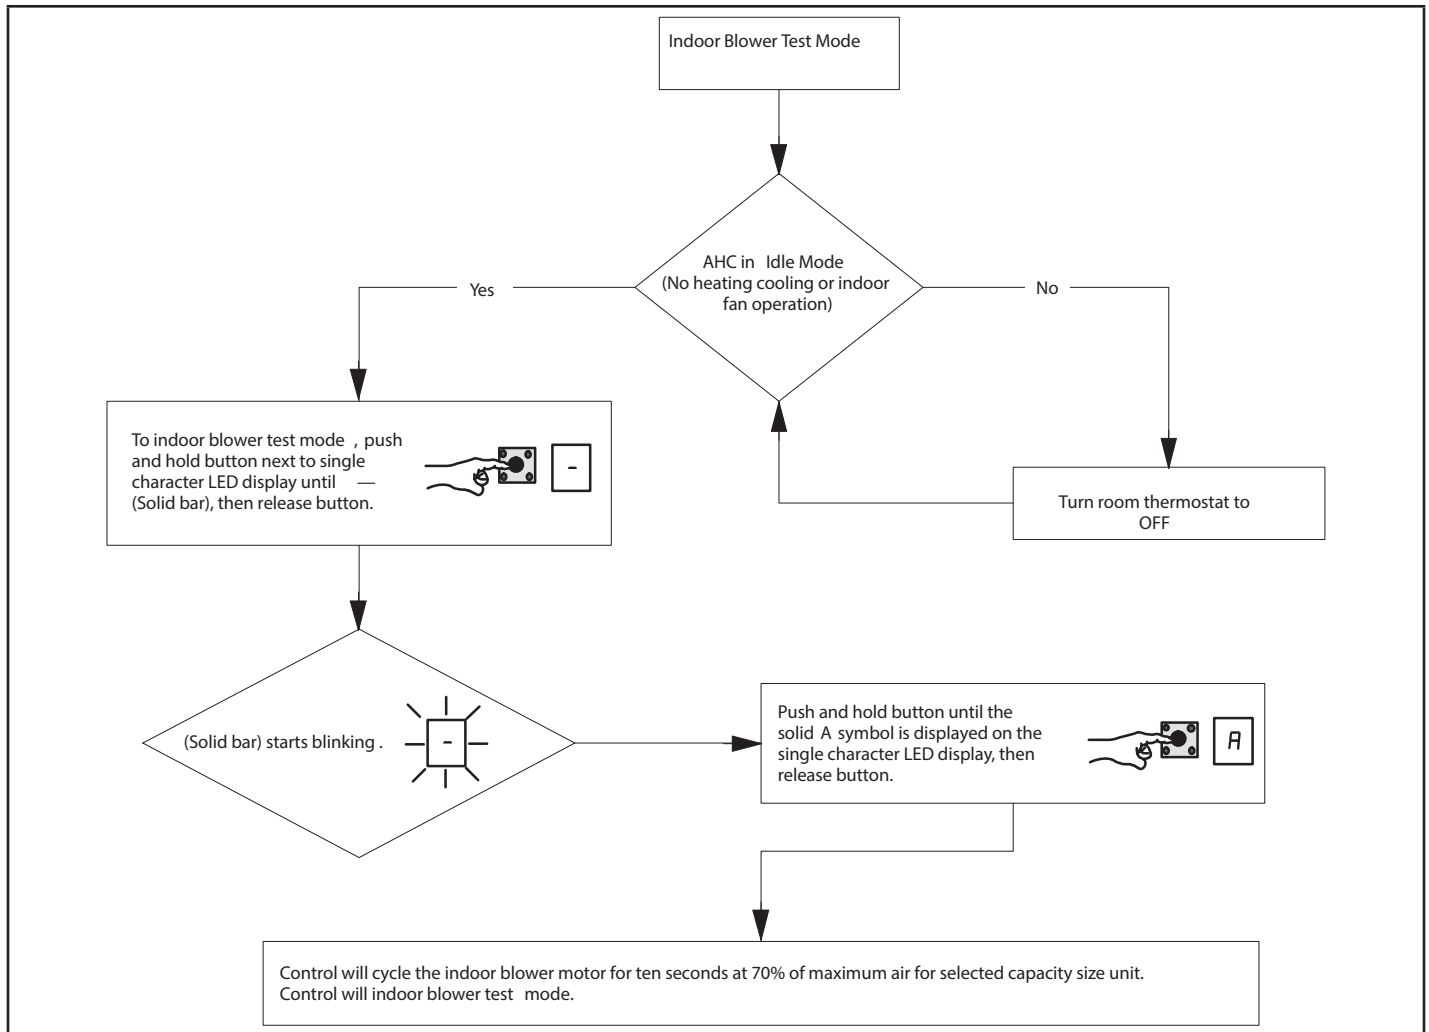 Indoor Blower Test Mode
AHC in Idle Mode
(No heating cooling or indoor
fan operation)
Yes
No
To indoor blower test mode , push
and hold button next to single
character LED display until —
(Solid bar), then release button.
-
Turn room thermostat to
OFF
(Solid bar) starts blinking .
-
Push and hold button until the
solid A symbol is displayed on the
single character LED display, then
release button.
A
Control will cycle the indoor blower motor for ten seconds at 70% of maximum air for selected capacity size unit.
Control will indoor blower test mode.